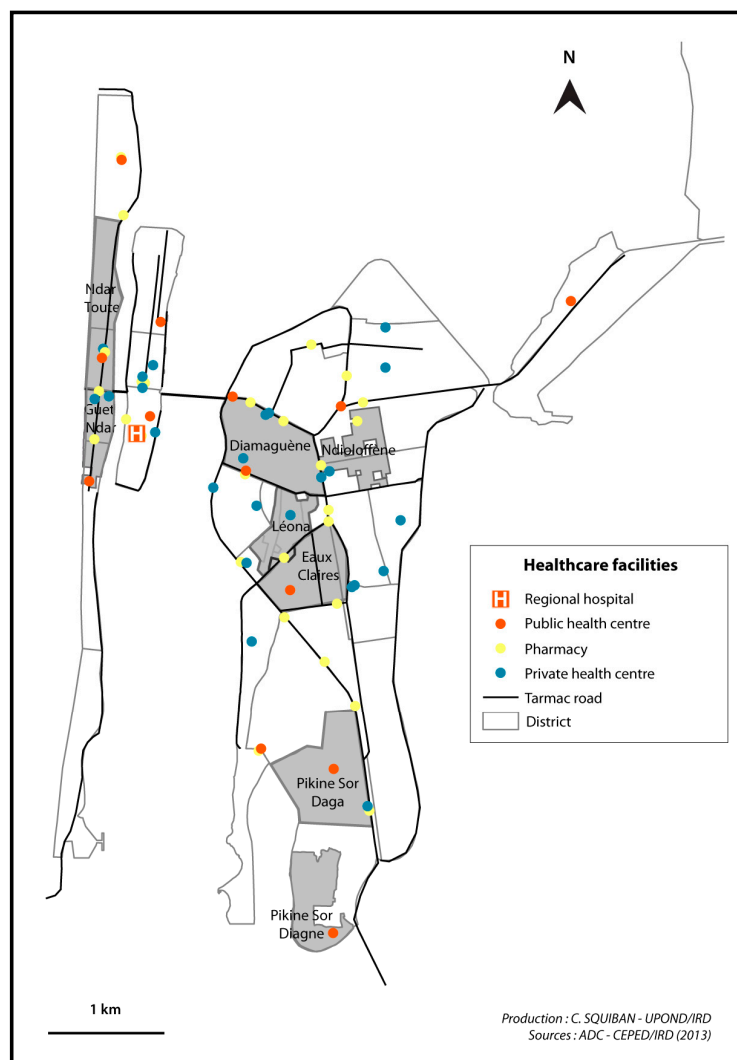 N
Ndar
Toute
Guet
Ndar
H
Diamaguène
Ndioloffène
Léona
Eaux
Claires
Healthcare facilities
H Regional hospital
Public health centre
Pharmacy
Private health centre
Tarmac road
District
Pikine Sor
Daga
Pikine Sor
Diagne
1 km
Production : C. SQUIBAN - UPOND/IRD
Sources : ADC - CEPED/IRD (2013)